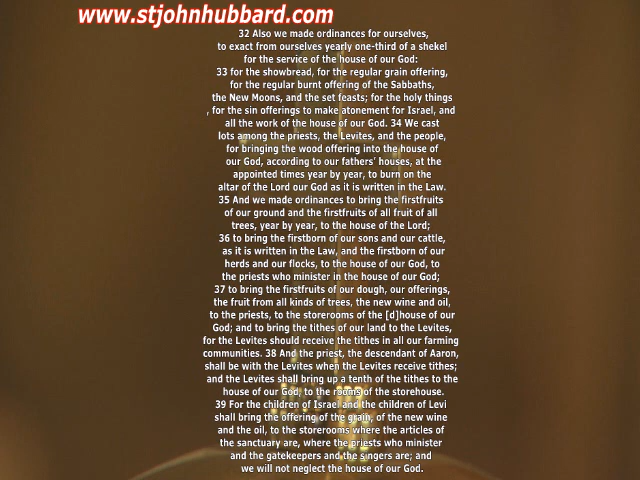 www.stjohnhubbard.com
32 Also we made ordinances for ourselves,
to exact from ourselves yearly one-third of a shekel
for the service of the house of our God:
33 for the showbread, for the regular grain offering,
for the regular burnt offering of the Sabbaths,
the New Moons, and the set feasts; for the holy things
, for the sin offerings to make atonement for Israel, and
all the work of the house of our God. 34 We cast
lots among the priests, the Levites, and the people,
for bringing the wood offering into the house of
our God, according to our fathers' houses, at the
appointed times year by year, to burn on the
altar of the Lord our God as it is written in the Law.
35 And we made ordinances to bring the firstfruits
of our ground and the firstfruits of all fruit of all
trees, year by year, to the house of the Lord;
36 to bring the firstborn of our sons and our cattle,
as it is written in the Law, and the firstborn of our
herds and our flocks, to the house of our God, to
the priests who minister in the house of our God;
37 to bring the firstfruits of our dough, our offerings,
the fruit from all kinds of trees, the new wine and oil,
to the priests, to the storerooms of the [d]house of our
God; and to bring the tithes of our land to the Levites,
for the Levites should receive the tithes in all our farming
communities. 38 And the priest, the descendant of Aaron,
shall be with the Levites when the Levites receive tithes;
and the Levites shall bring up a tenth of the tithes to the
house of our God, to the rooms of the storehouse.
39 For the children of Israel and the children of Levi
shall bring the offering of the grain, of the new wine
and the oil, to the storerooms where the articles of
the sanctuary are, where the priests who minister
and the gatekeepers and the singers are; and
we will not neglect the house of our God.